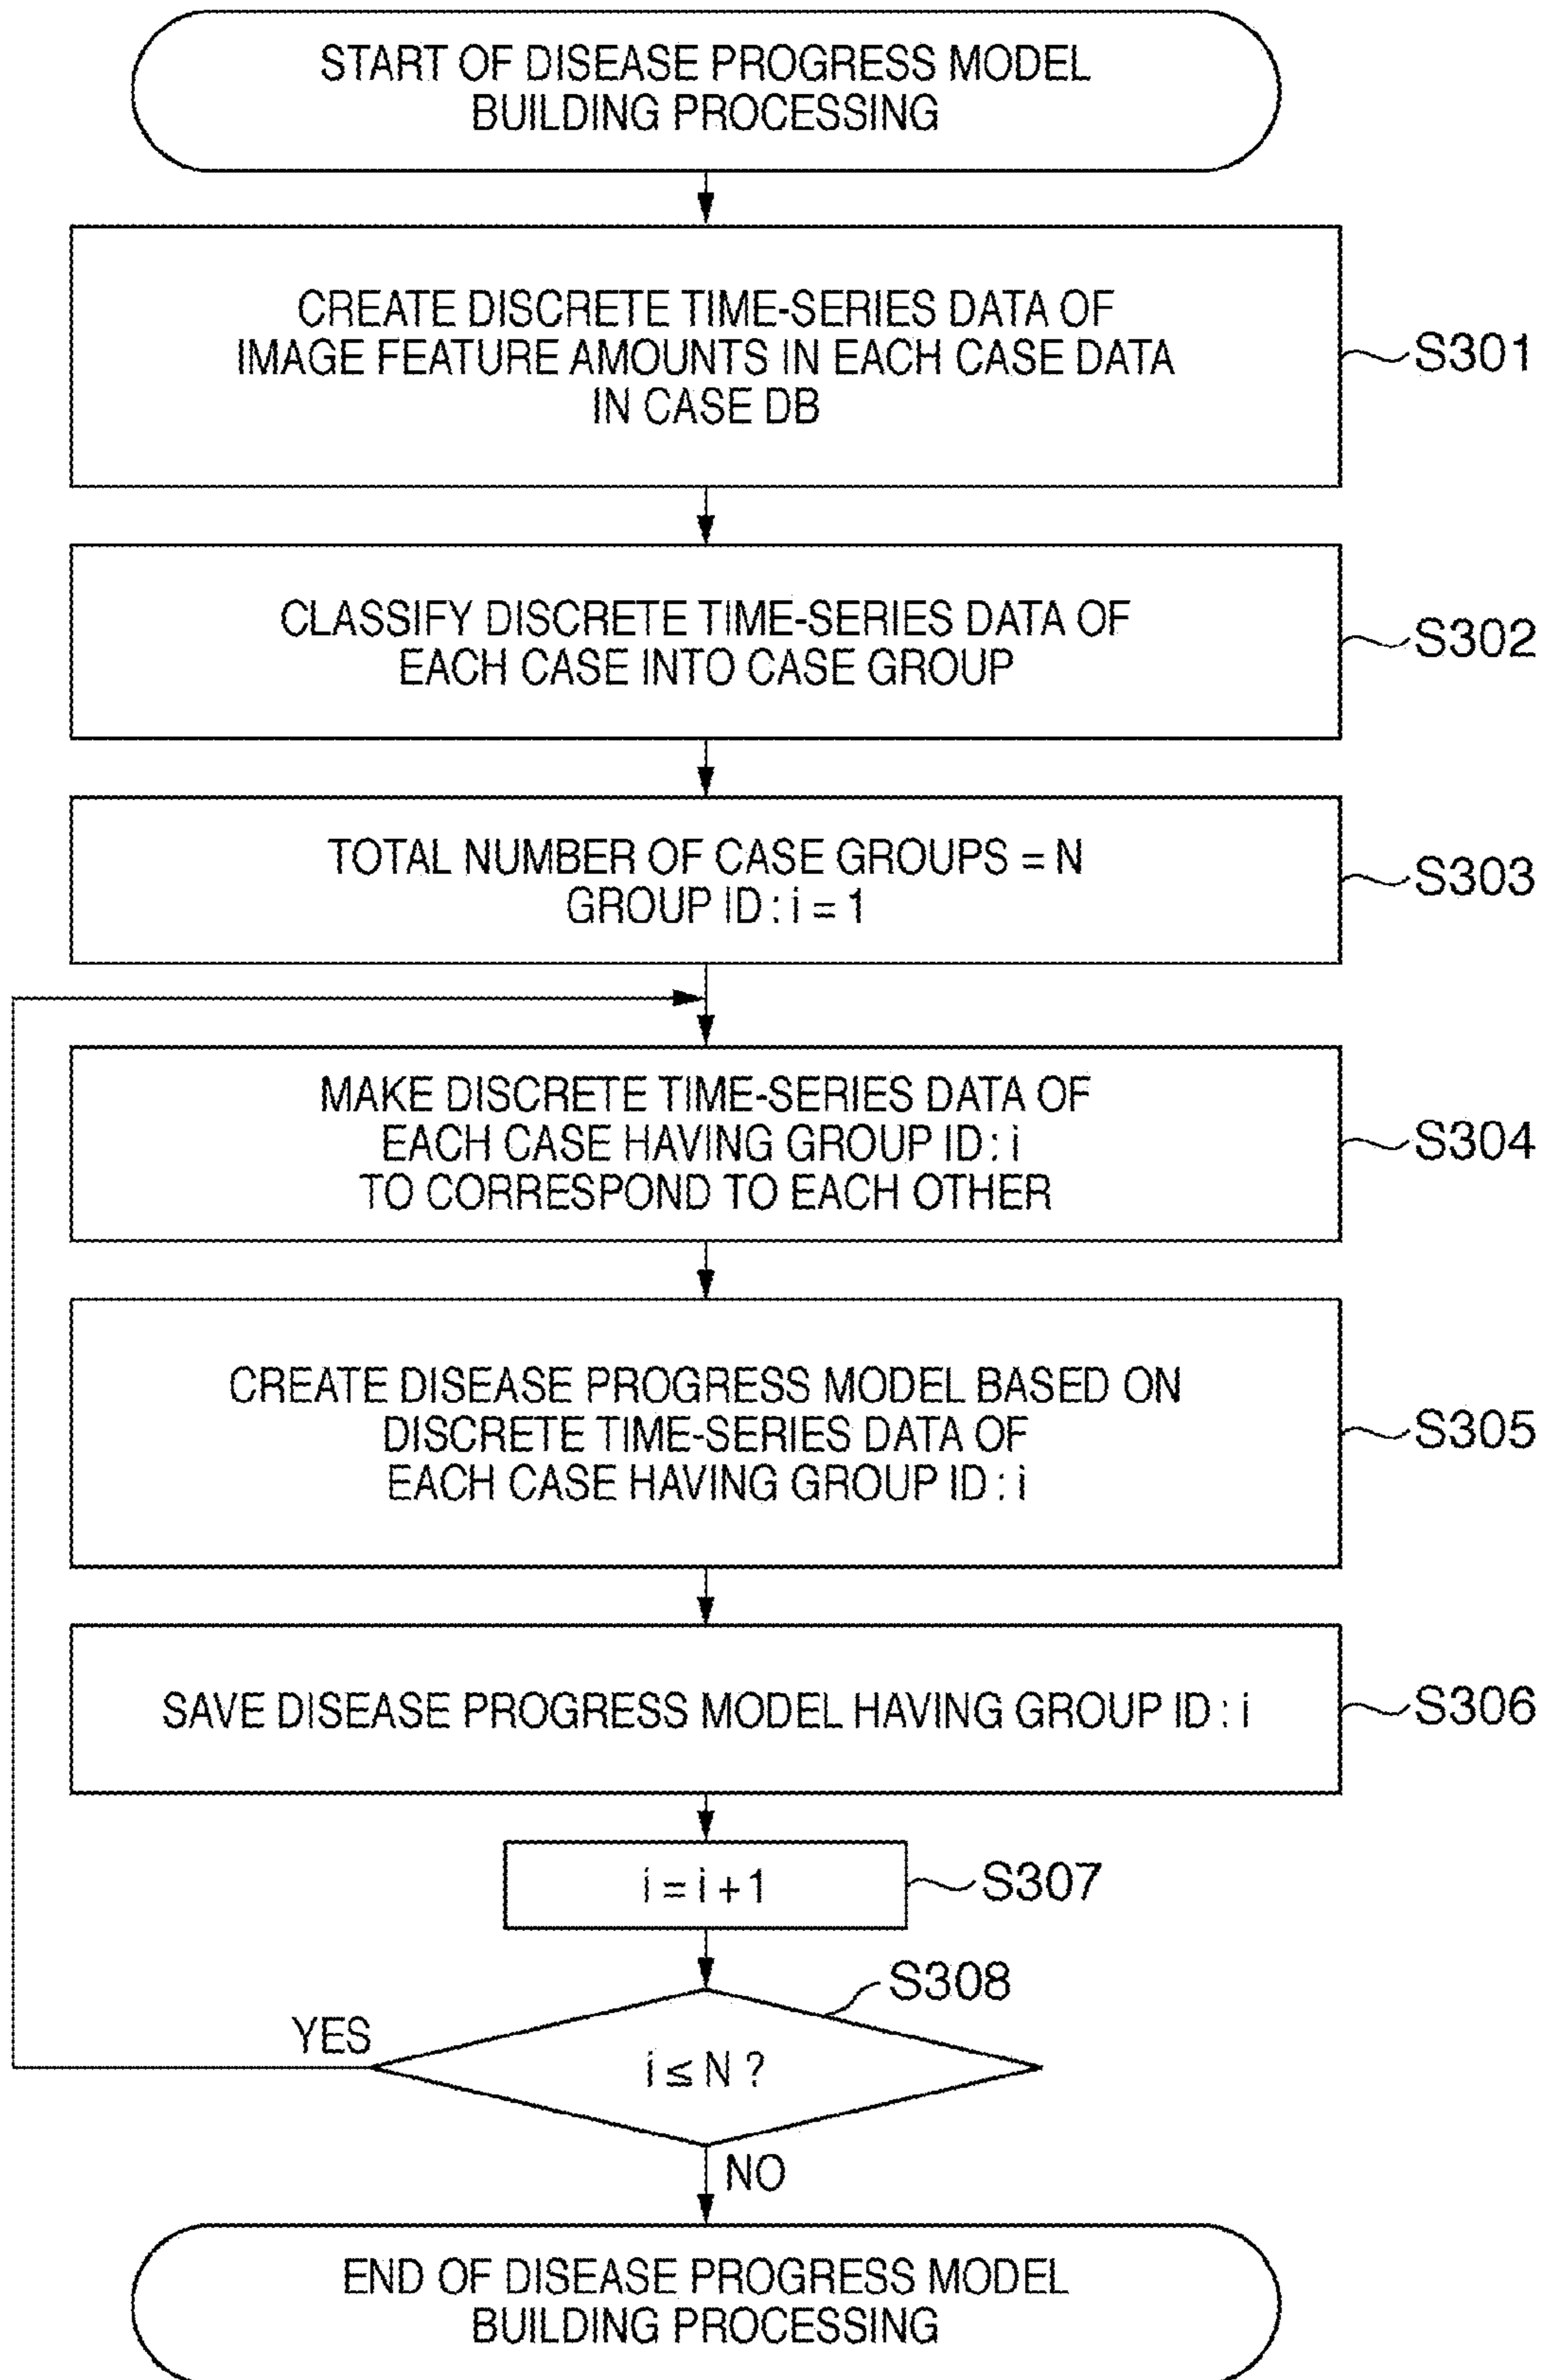 START OF DISEASE PROGRESS MODEL
BUILDING PROCESSING
CREATE DISCRETE TIME-SERIES DATA OF
IMAGE FEATURE AMOUNTS IN EACH CASE DATA
IN CASE DB
S301
CLASSIFY DISCRETE TIME-SERIES DATA OF
EACH CASE INTO CASE GROUP
S302
TOTAL NUMBER OF CASE GROUPS = N
GROUP ID : i = 1
S303
MAKE DISCRETE TIME-SERIES DATA OF
EACH CASE HAVING GROUP ID : i
TO CORRESPOND TO EACH OTHER
S304
CREATE DISEASE PROGRESS MODEL BASED ON
DISCRETE TIME-SERIES DATA OF
EACH CASE HAVING GROUP ID : i
S305
SAVE DISEASE PROGRESS MODEL HAVING GROUP ID : i
S306
i = i + 1
S307
S308
YES
i ≤ N ?
NO
END OF DISEASE PROGRESS MODEL
BUILDING PROCESSING